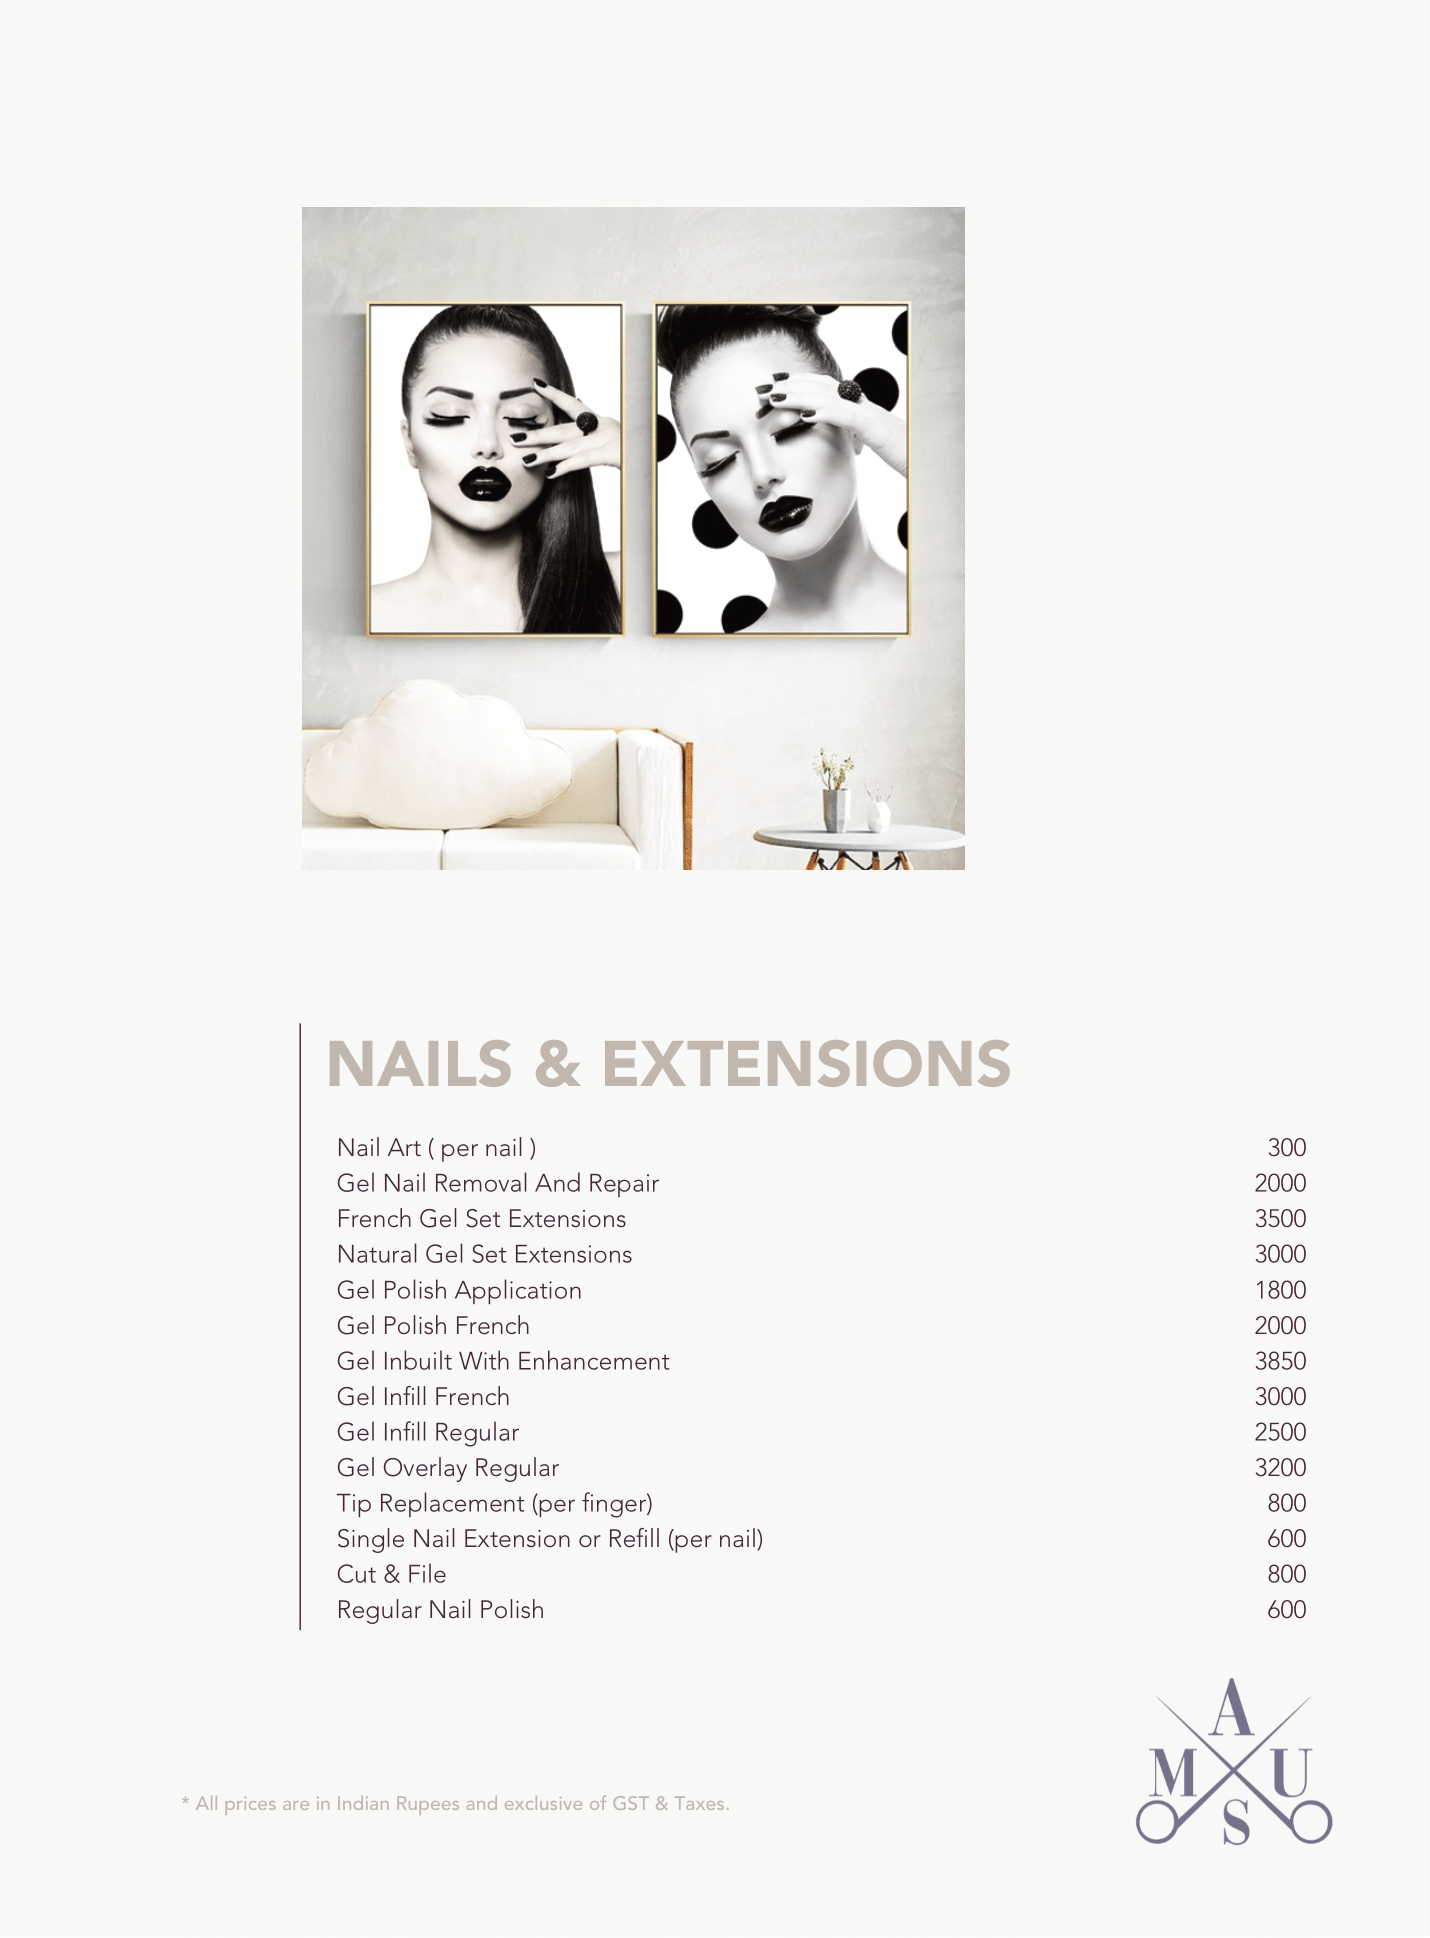 NAILS & EXTENSIONS
Nail Art ( per nail ) 300
Gel Nail Removal And Repair 2000
French Gel Set Extensions 3500
Natural Gel Set Extensions 3000
Gel Polish Application 1800
Gel Polish French 2000
Gel Inbuilt With Enhancement 3850
Gel Infill French 3000
Gel Infill Regular 2500
Gel Overlay Regular 3200
Tip Replacement (per finger) 800
Single Nail Extension or Refill (per nail) 600
Cut & File 800
Regular Nail Polish 600
A
M U
S
* All prices are in Indian Rupees and exclusive of GST & Taxes.